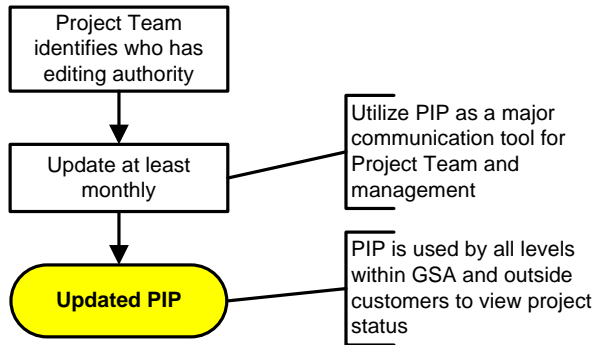 Project Team
identifies who has
editing authority
Update at least
monthly
Utilize PIP as a major
communication tool for
Project Team and
management
Updated PIP
PIP is used by all levels
within GSA and outside
customers to view project
status